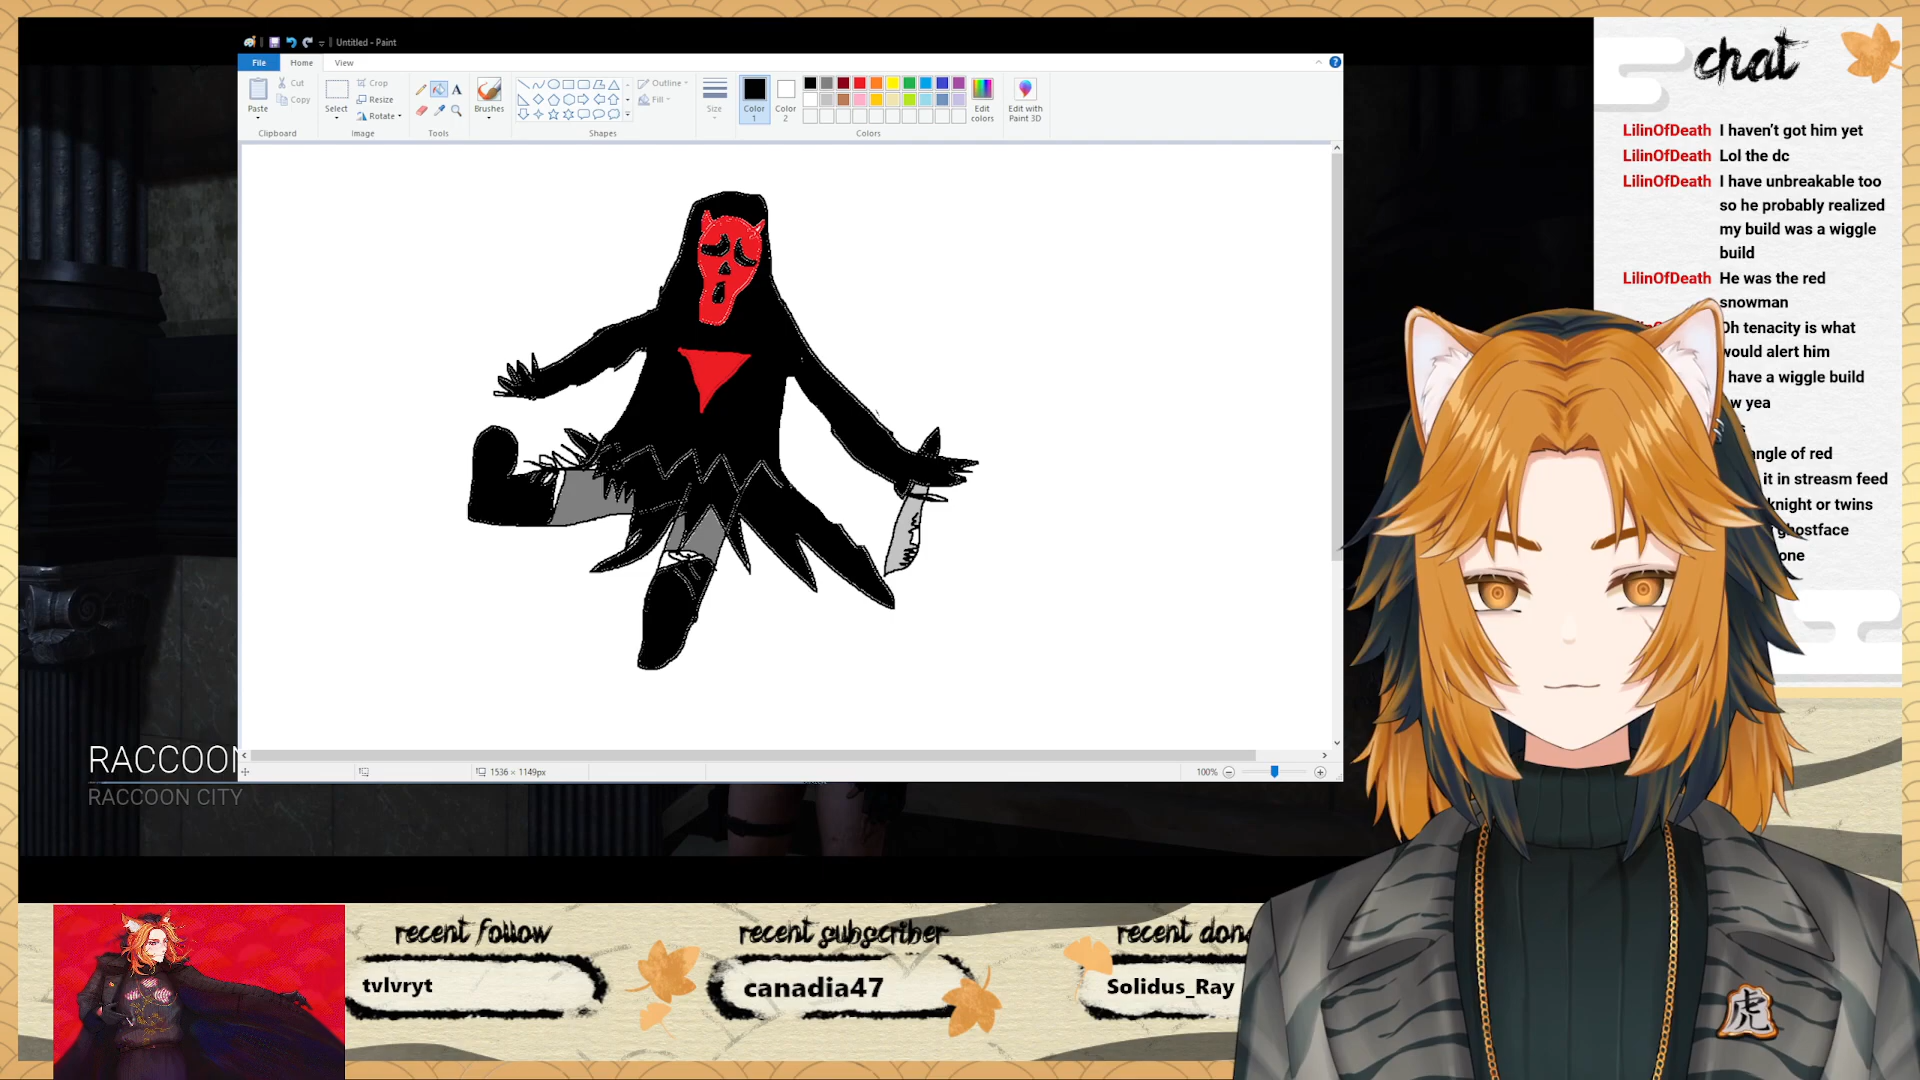 Untitled - Paint
File Home View
Cut
Copy
Paste
Clipboard
Crop
Resize
Rotate
Select
Image
A
Tools
Brushes
Outline
Fill
Shapes
Size
Color 1
Color 2
Edit colors
Edit with Paint 3D
Colors
1536 × 1149px
100%
RACCOON
RACCOON CITY
chat
LilinOfDeath I haven't got him yet
LilinOfDeath Lol the dc
LilinOfDeath I have unbreakable too
so he probably realized
my build was a wiggle
build
LilinOfDeath He was the red
snowman
Oh tenacity is what
would alert him
have a wiggle build
yea
of red
it in streasm feed
knight or twins
recent follow
tvlvryt
recent subscriber
canadia47
recent
Solidus_Ray
虎